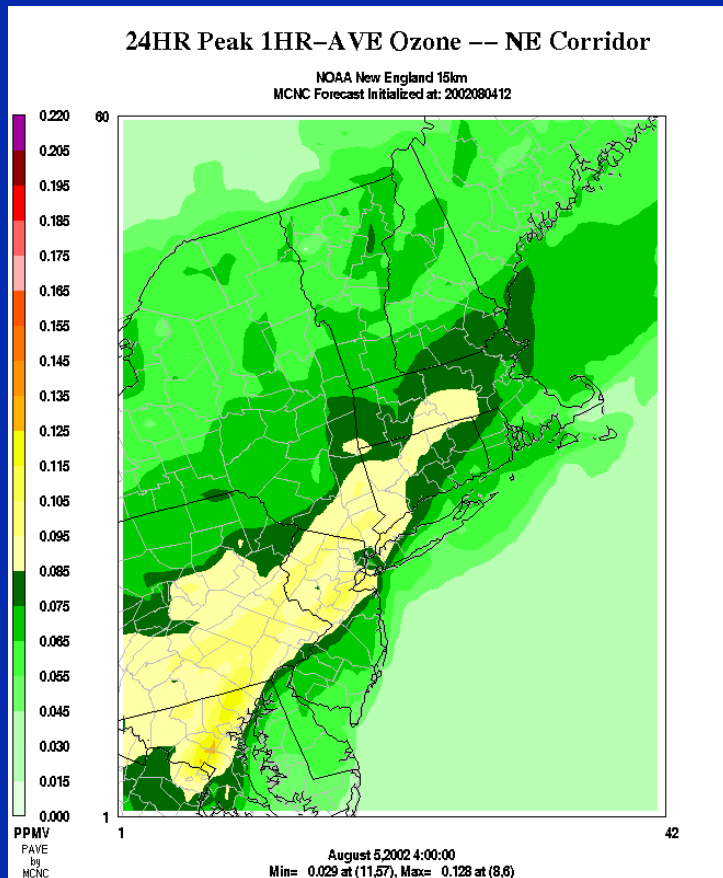 24HR Peak 1HR-AVE Ozone -- NE Corridor
NOAA New England 15km
MCNC Forecast Initialized at: 2002080412
60
0.220
0.205
0.195
0.185
0.175
0.165
0.155
0.145
0.135
0.125
0.115
0.105
0.095
0.085
0.075
0.065
0.055
0.045
0.030
0.015
0.000
1
PPMV
1
42
PAVE
by
MCNC
August 5,2002 4:00:00
Min= 0.029 at (11,57), Max= 0.128 at (8,6)